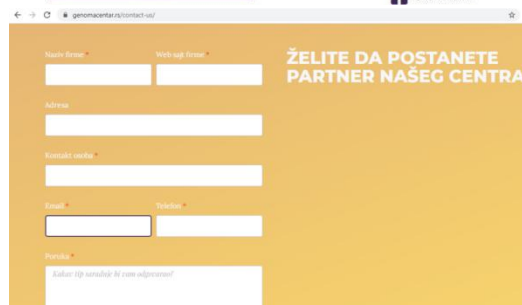 genomacentar.rs/contact-us/
Naziv firme * Web sajt firme *
ŽELITE DA POSTANETE
PARTNER NAŠEG CENTRA
Adresa
Kontakt osoba *
Email * Telefon *
Poruka *
Kakav tip saradnje bi vam odgovarao?